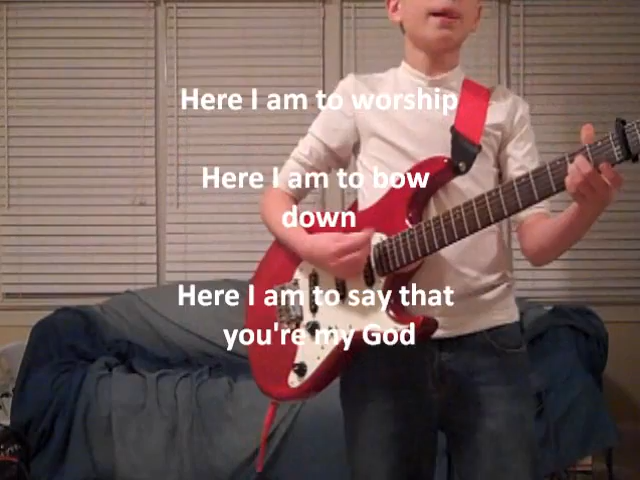 Here I am to worship
Here I am to bow
down
Here I am to say that
you're my God